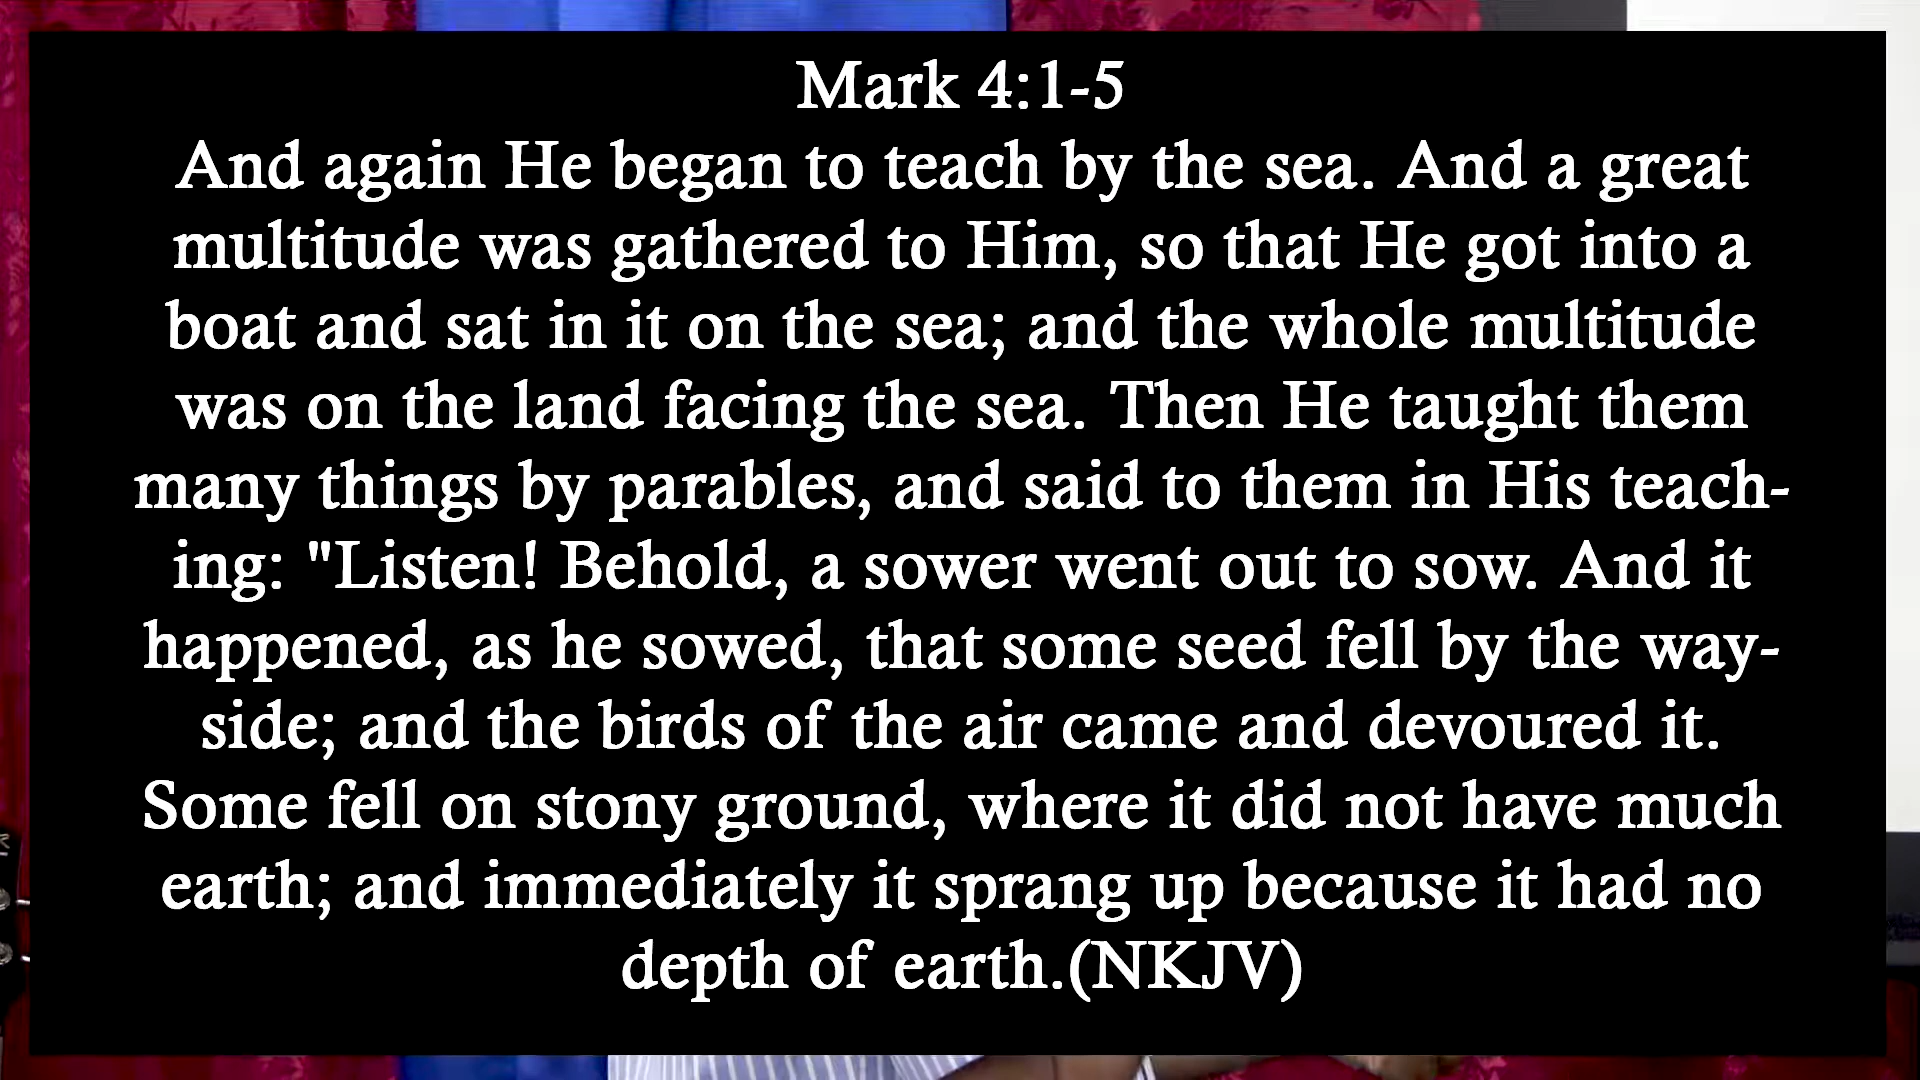 Mark 4:1-5
And again He began to teach by the sea. And a great
multitude was gathered to Him, so that He got into a
boat and sat in it on the sea; and the whole multitude
was on the land facing the sea. Then He taught them
many things by parables, and said to them in His teach-
ing: "Listen! Behold, a sower went out to sow. And it
happened, as he sowed, that some seed fell by the way-
side; and the birds of the air came and devoured it.
Some fell on stony ground, where it did not have much
earth; and immediately it sprang up because it had no
depth of earth.(NKJV)